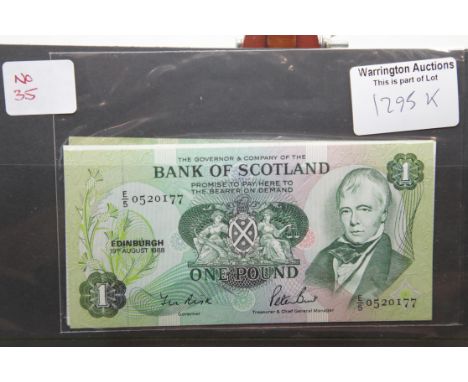 No
35
Warrington Auctions
This is part of Lot
1295 K
THE GOVERNOR & COMPANY OF THE
BANK OF SCOTLAND
PROMISE TO PAY HERE TO
THE BEARER ON DEMAND
1
E/5 0520177
EDINBURGH
19TH AUGUST 1988
ONE POUND
1
Governor
Treasurer & Chief General Manager
E/5 0520177